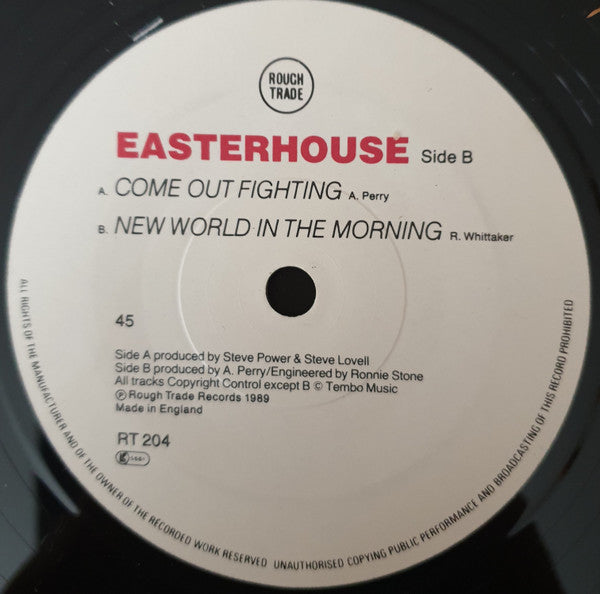 ROUGH
TRADE
EASTERHOUSE Side B
A. COME OUT FIGHTING A. Perry
B. NEW WORLD IN THE MORNING R. Whittaker
45
Side A produced by Steve Power & Steve Lovell
Side B produced by A. Perry/Engineered by Ronnie Stone
All tracks Copyright Control except B © Tembo Music
℗ Rough Trade Records 1989
Made in England
RT 204
ALL RIGHTS OF THE MANUFACTURER AND OF THE OWNER OF THE RECORDED WORK RESERVED UNAUTHORISED COPYING PUBLIC PERFORMANCE AND BROADCASTING OF THIS RECORD PROHIBITED